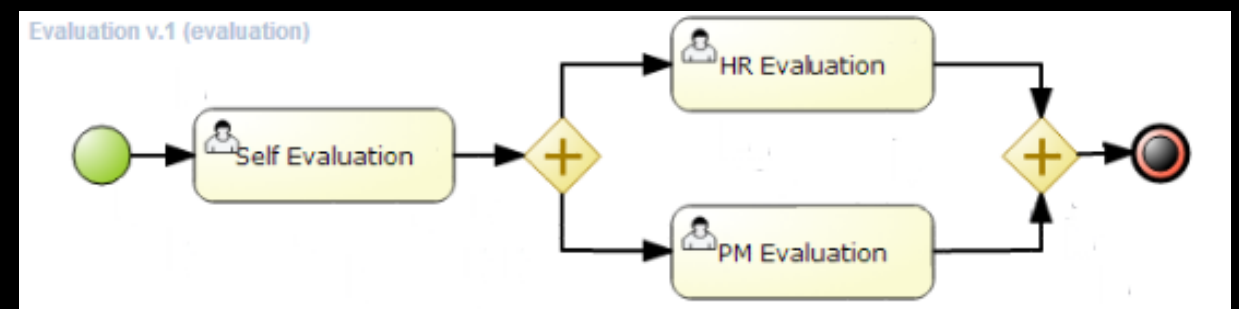 Evaluation v.1 (evaluation)
HR Evaluation
Self Evaluation
PM Evaluation